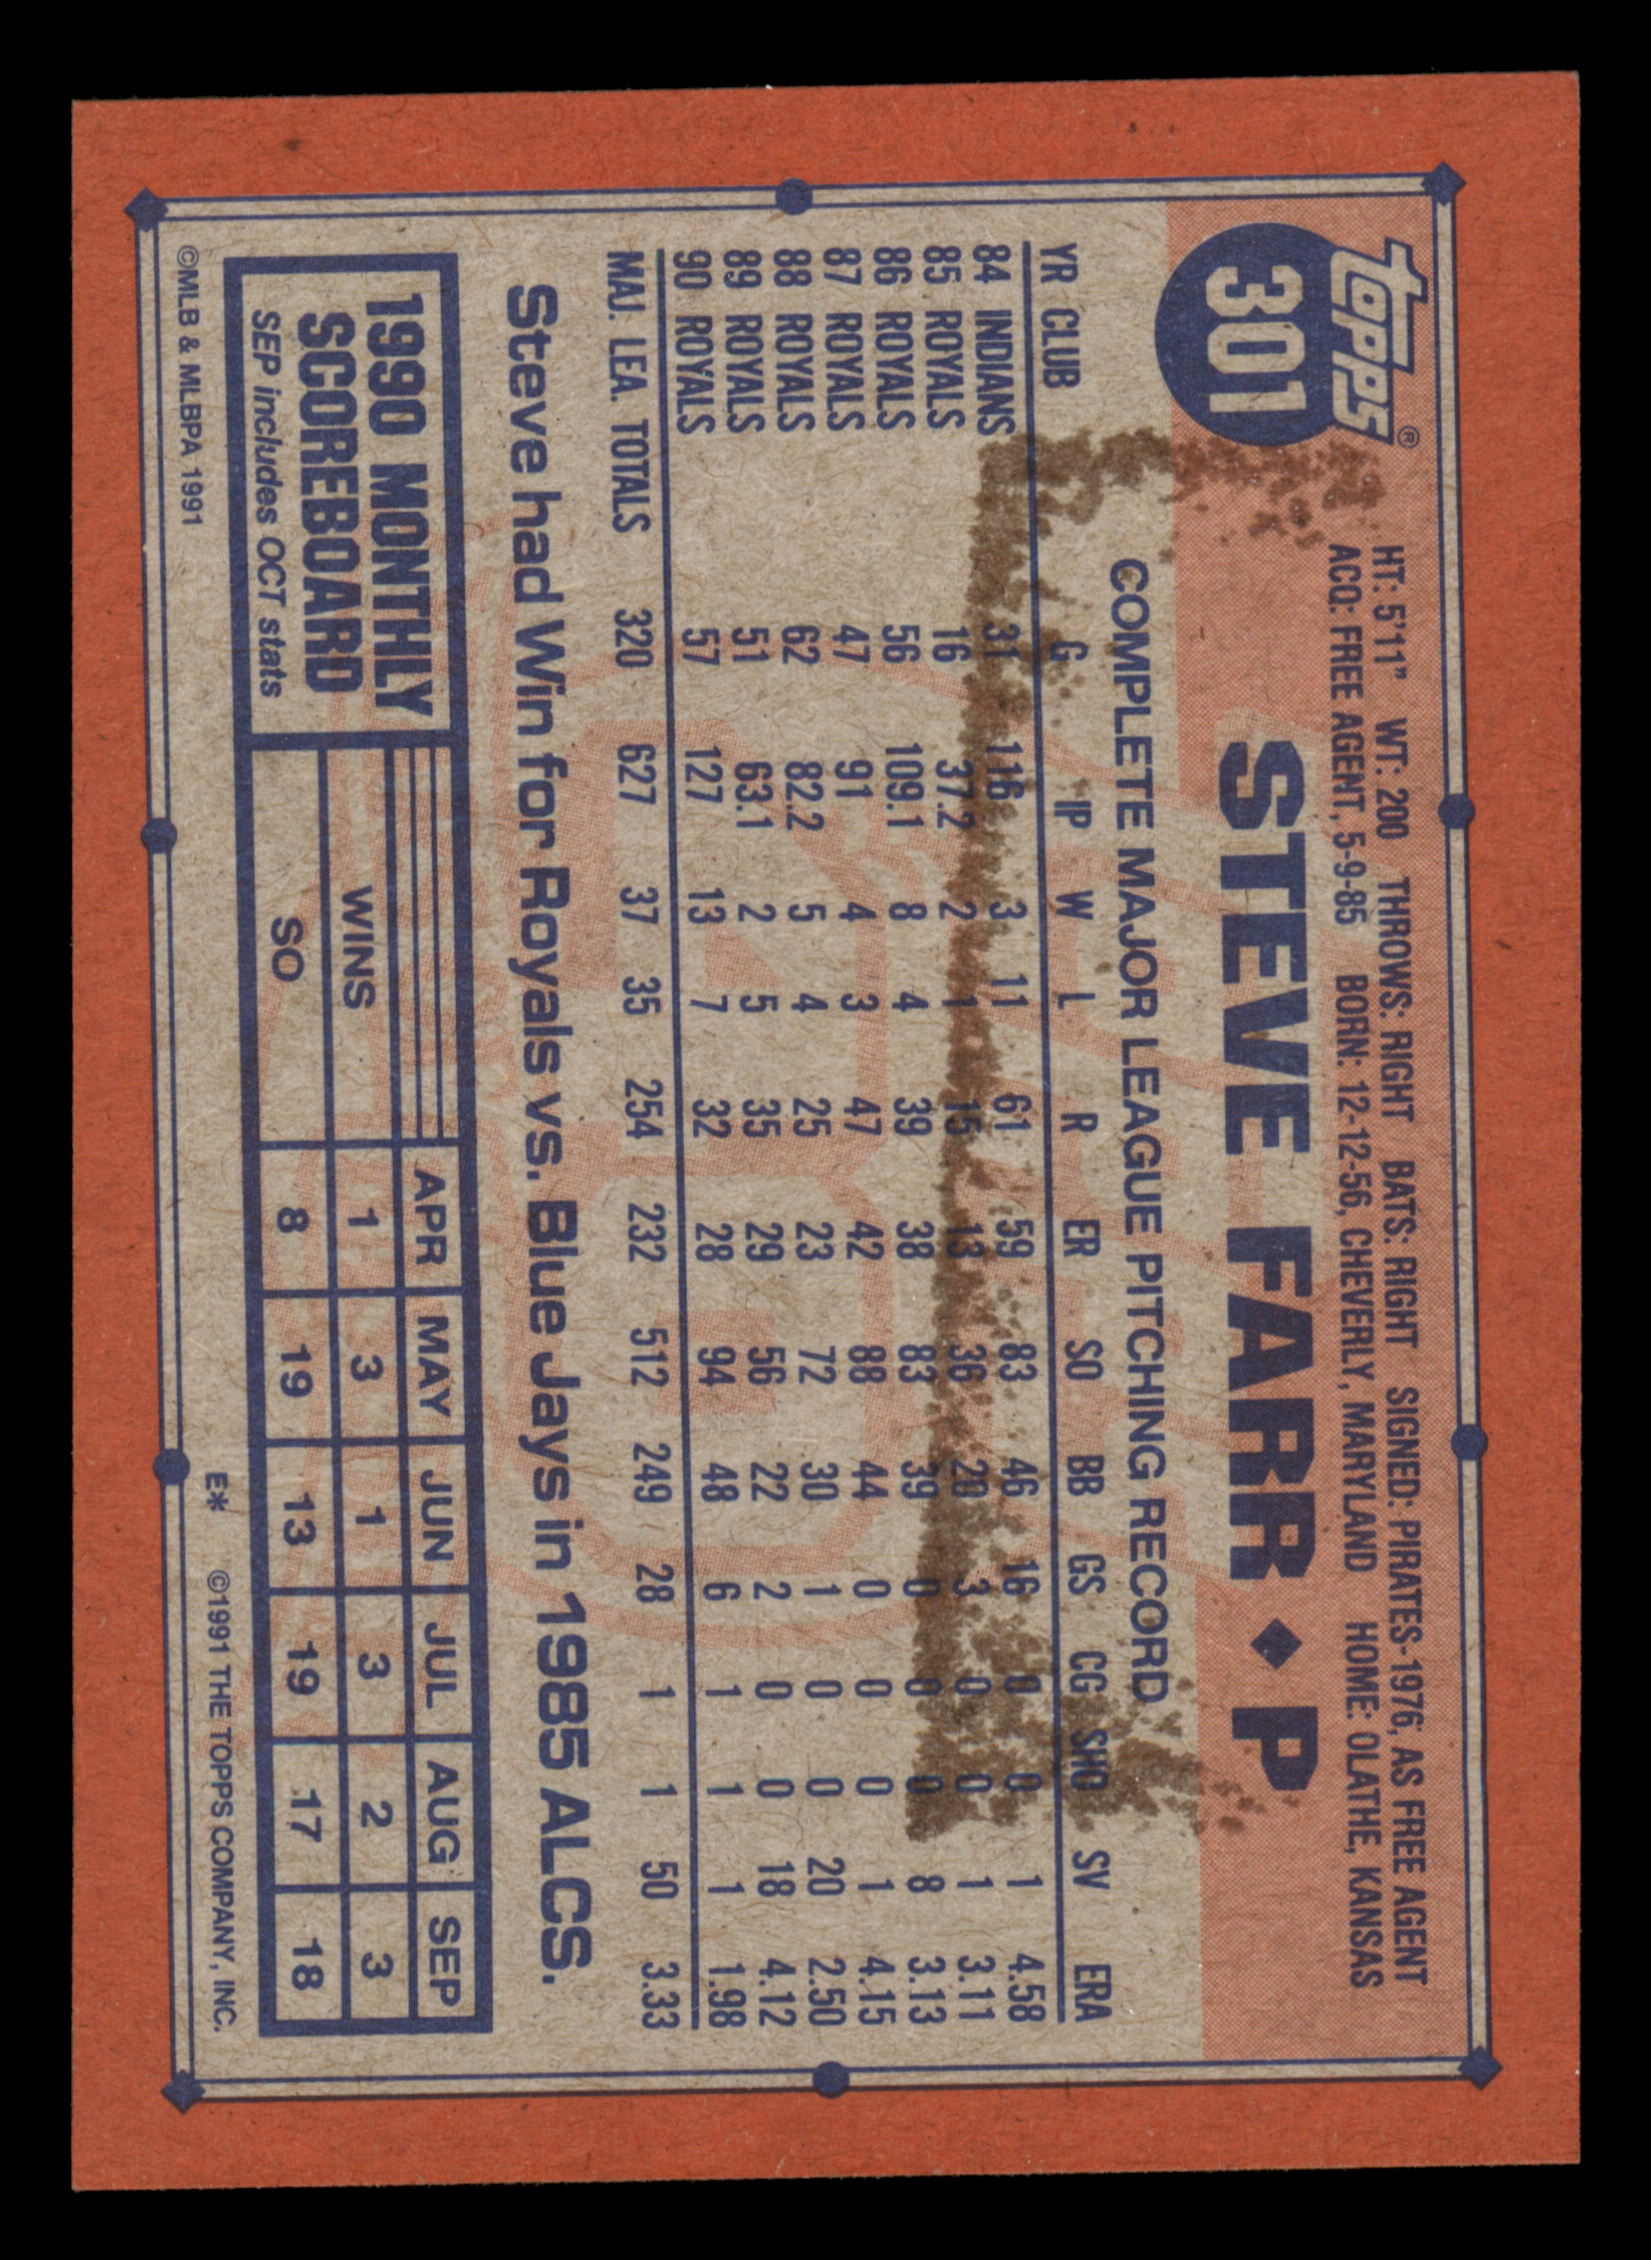 topps®
301
HT: 5'11" WT: 200 THROWS: RIGHT BATS: RIGHT SIGNED: PIRATES-1976, AS FREE AGENT
ACQ: FREE AGENT, 5-9-85 BORN: 12-12-56, CHEVERLY, MARYLAND HOME: OLATHE, KANSAS
STEVE FARR ◆ P
COMPLETE MAJOR LEAGUE PITCHING RECORD
YR CLUB G IP W L R ER SO BB GS CG SHO SV ERA
84 INDIANS 31 116 3 11 61 59 83 46 16 0 0 1 4.58
85 ROYALS 16 37.2 2 1 15 13 36 20 3 0 0 1 3.11
86 ROYALS 56 109.1 8 4 39 38 83 39 0 0 0 8 3.13
87 ROYALS 47 91 4 3 47 42 88 44 0 0 0 1 4.15
88 ROYALS 62 82.2 5 4 25 23 72 30 1 0 0 20 2.50
89 ROYALS 51 63.1 2 5 35 29 56 22 2 0 0 18 4.12
90 ROYALS 57 127 13 7 32 28 94 48 6 1 1 1 1.98
MAJ. LEA. TOTALS 320 627 37 35 254 232 512 249 28 1 1 50 3.33
Steve had Win for Royals vs. Blue Jays in 1985 ALCS.
1990 MONTHLY
SCOREBOARD
SEP includes OCT stats
APR MAY JUN JUL AUG SEP
WINS 1 3 1 3 2 3
SO 8 19 13 19 17 18
©MLB & MLBPA 1991 E* ©1991 THE TOPPS COMPANY, INC.